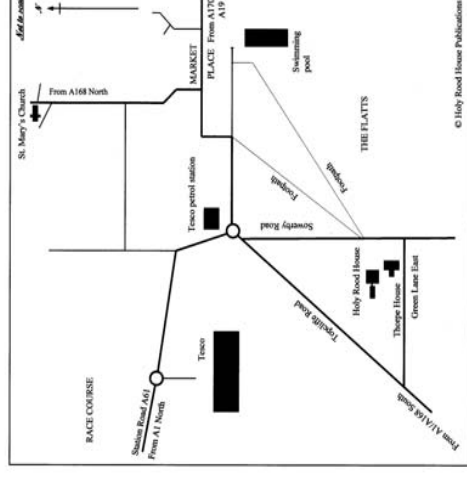 St. Mary's Church
From A168 North
MARKET
PLACE
From A170
A19
Swimming
pool
Tesco petrol station
THE FLATTS
Footpath
Footpath
Sowerby Road
Holy Rood House
Thorpe House
Green Lane East
Topcliffe Road
From A1/A168 South
Tesco
RACE COURSE
Station Road A61
From A1 North
© Holy Rood House Publications